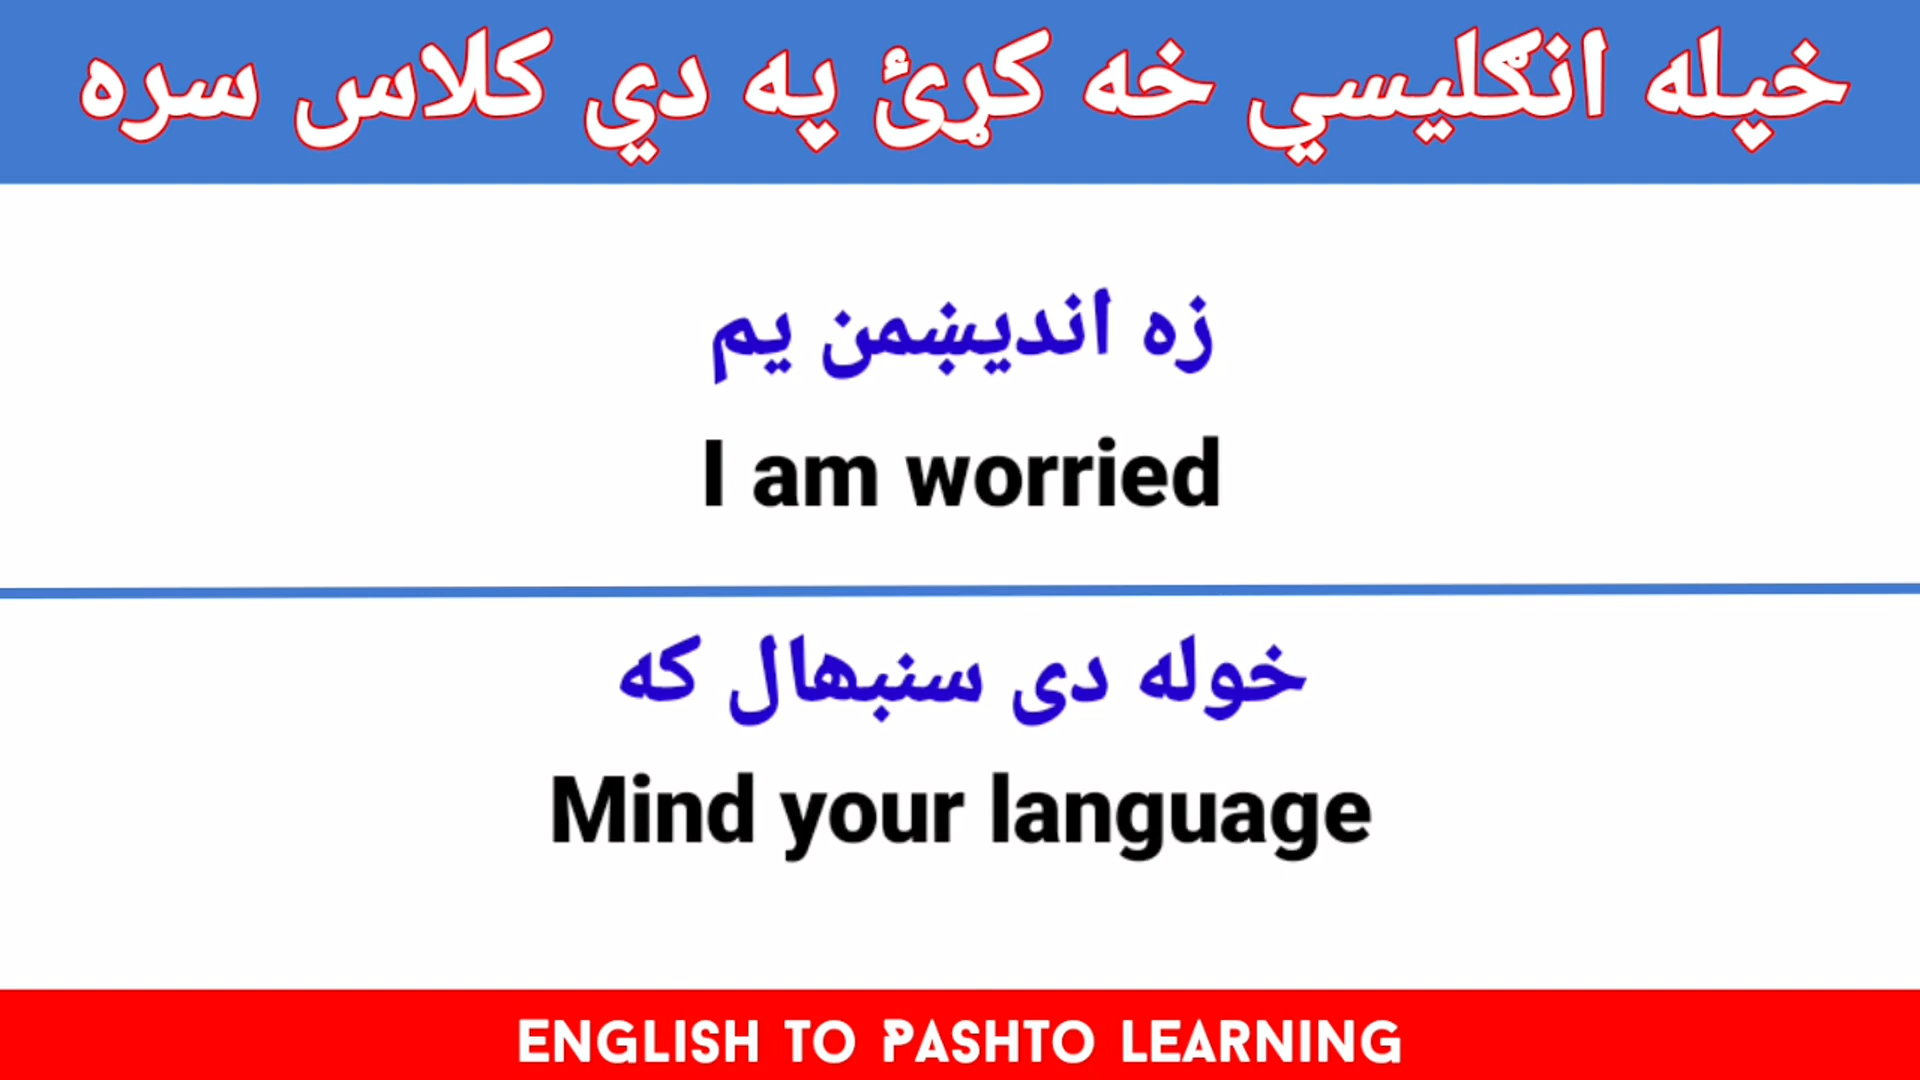 خپله انګلیسي خه کړئ په دي کلاس سره
زه اندیښمن یم
I am worried
خوله دی سنبهال که
Mind your language
ENGLISH TO PASHTO LEARNING